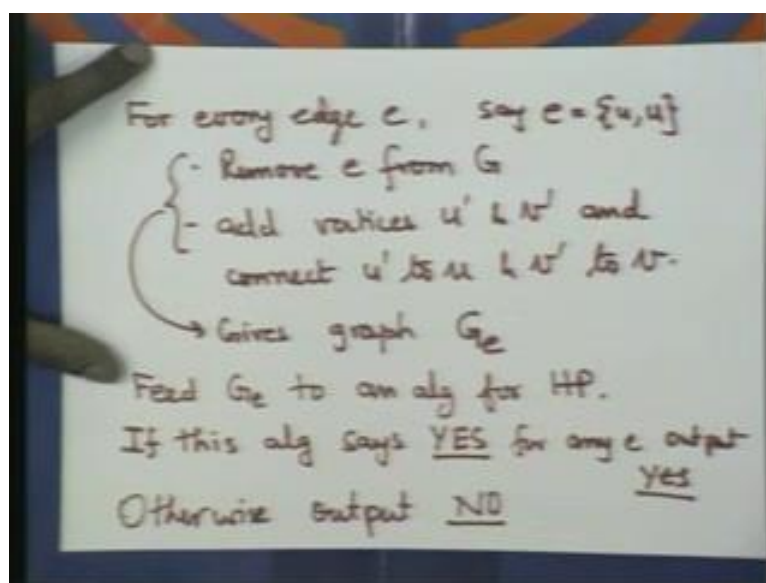 For every edge e, say e = {u, u}
- Remove e from G
- add vertices u' & v' and
connect u' to u & v' to v.
Gives graph Ge
Feed Ge to an alg for HP.
If this alg says YES for any e output
yes
Otherwise output NO